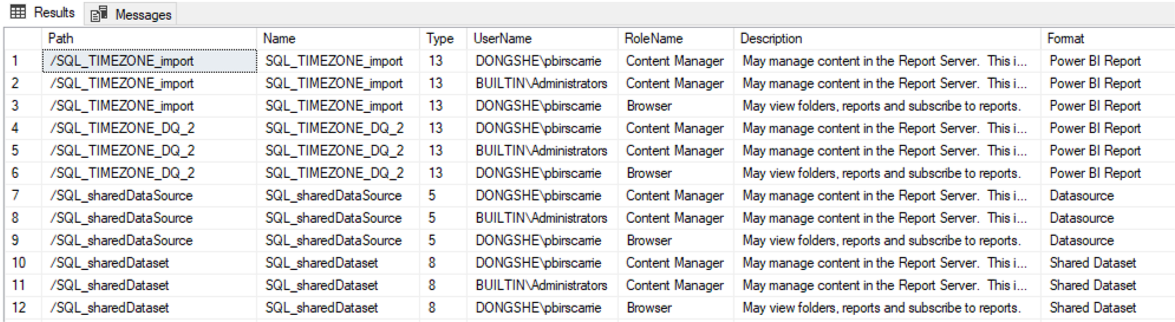 Results Messages
Path Name Type UserName RoleName Description Format
1 /SQL_TIMEZONE_import SQL_TIMEZONE_import 13 DONGSHE\pbirscarrie Content Manager May manage content in the Report Server. This i... Power BI Report
2 /SQL_TIMEZONE_import SQL_TIMEZONE_import 13 BUILTIN\Administrators Content Manager May manage content in the Report Server. This i... Power BI Report
3 /SQL_TIMEZONE_import SQL_TIMEZONE_import 13 DONGSHE\pbirscarrie Browser May view folders, reports and subscribe to reports. Power BI Report
4 /SQL_TIMEZONE_DQ_2 SQL_TIMEZONE_DQ_2 13 DONGSHE\pbirscarrie Content Manager May manage content in the Report Server. This i... Power BI Report
5 /SQL_TIMEZONE_DQ_2 SQL_TIMEZONE_DQ_2 13 BUILTIN\Administrators Content Manager May manage content in the Report Server. This i... Power BI Report
6 /SQL_TIMEZONE_DQ_2 SQL_TIMEZONE_DQ_2 13 DONGSHE\pbirscarrie Browser May view folders, reports and subscribe to reports. Power BI Report
7 /SQL_sharedDataSource SQL_sharedDataSource 5 DONGSHE\pbirscarrie Content Manager May manage content in the Report Server. This i... Datasource
8 /SQL_sharedDataSource SQL_sharedDataSource 5 BUILTIN\Administrators Content Manager May manage content in the Report Server. This i... Datasource
9 /SQL_sharedDataSource SQL_sharedDataSource 5 DONGSHE\pbirscarrie Browser May view folders, reports and subscribe to reports. Datasource
10 /SQL_sharedDataset SQL_sharedDataset 8 DONGSHE\pbirscarrie Content Manager May manage content in the Report Server. This i... Shared Dataset
11 /SQL_sharedDataset SQL_sharedDataset 8 BUILTIN\Administrators Content Manager May manage content in the Report Server. This i... Shared Dataset
12 /SQL_sharedDataset SQL_sharedDataset 8 DONGSHE\pbirscarrie Browser May view folders, reports and subscribe to reports. Shared Dataset